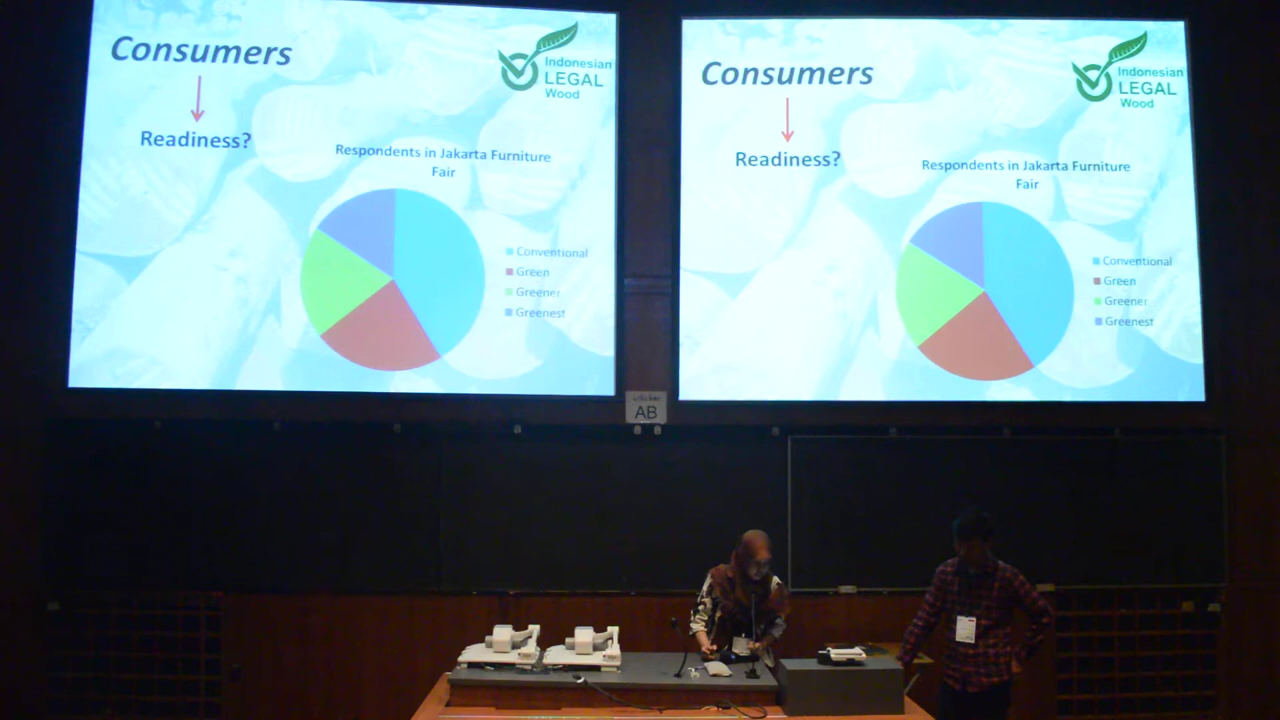 Consumers
Readiness?
Indonesian
LEGAL
Wood
Respondents in Jakarta Furniture
Fair
Conventional
Green
Greener
Greenest
Consumers
Readiness?
Indonesian
LEGAL
Wood
Respondents in Jakarta Furniture
Fair
Conventional
Green
Greener
Greenest
AB